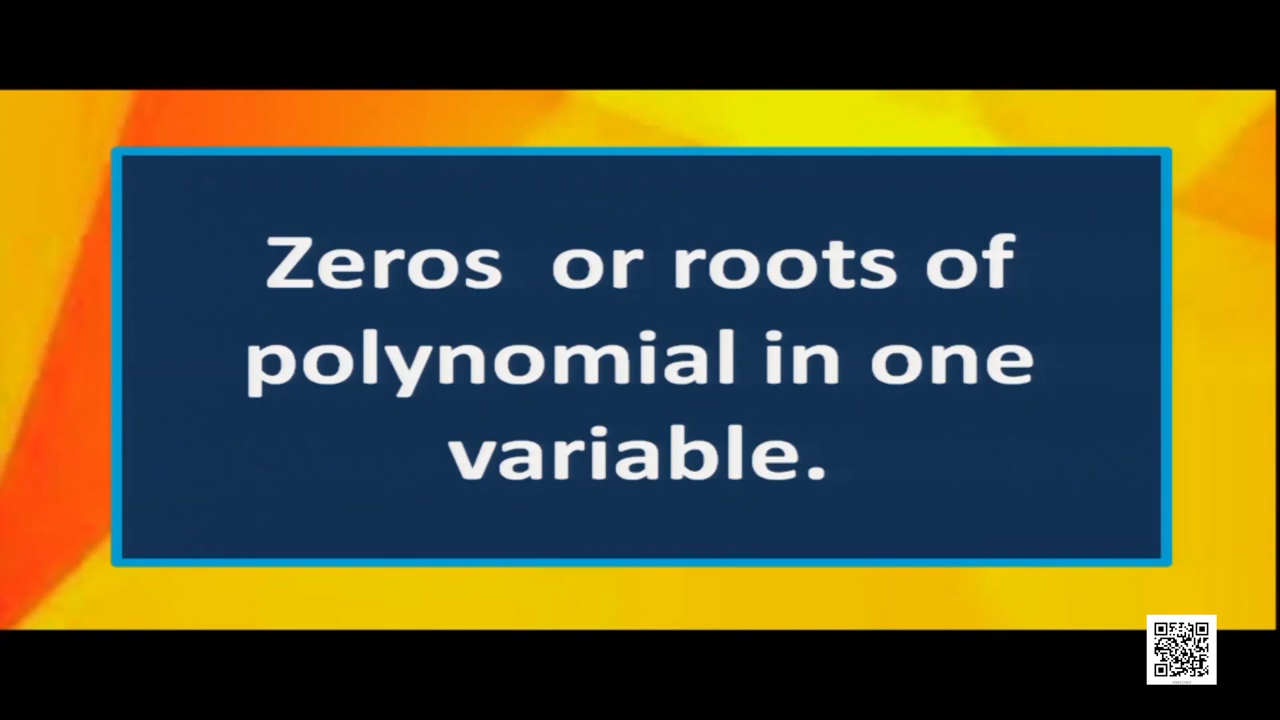 Zeros or roots of
polynomial in one
variable.